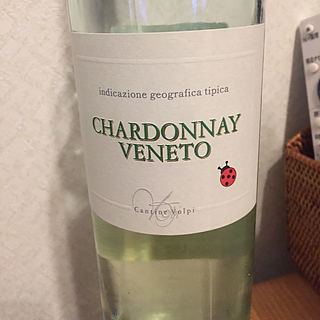 indicazione geografica tipica
CHARDONNAY
VENETO
Cantine Volpi